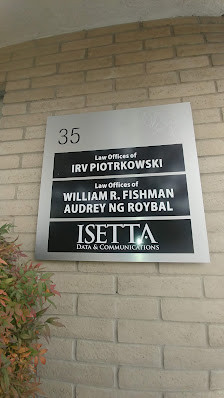 35
Law Offices of
IRV PIOTRKOWSKI
Law Offices of
WILLIAM R. FISHMAN
AUDREY NG ROYBAL
ISETTA
DATA & COMMUNICATIONS